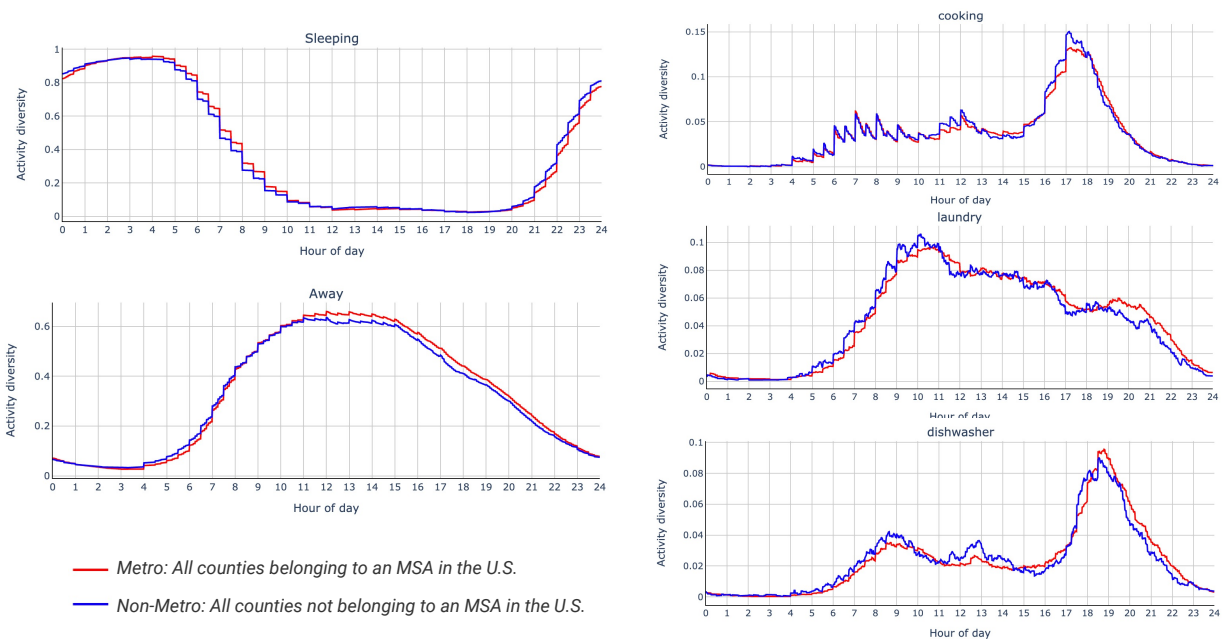 Sleeping
Activity diversity
1
0.8
0.6
0.4
0.2
0
0 1 2 3 4 5 6 7 8 9 10 11 12 13 14 15 16 17 18 19 20 21 22 23 24
Hour of day
Away
Activity diversity
0.6
0.4
0.2
0
0 1 2 3 4 5 6 7 8 9 10 11 12 13 14 15 16 17 18 19 20 21 22 23 24
Hour of day
Metro: All counties belonging to an MSA in the U.S.
Non-Metro: All counties not belonging to an MSA in the U.S.
cooking
Activity diversity
0.15
0.1
0.05
0
0 1 2 3 4 5 6 7 8 9 10 11 12 13 14 15 16 17 18 19 20 21 22 23 24
Hour of day
laundry
Activity diversity
0.1
0.08
0.06
0.04
0.02
0
0 1 2 3 4 5 6 7 8 9 10 11 12 13 14 15 16 17 18 19 20 21 22 23 24
Hour of day
dishwasher
Activity diversity
0.1
0.08
0.06
0.04
0.02
0
0 1 2 3 4 5 6 7 8 9 10 11 12 13 14 15 16 17 18 19 20 21 22 23 24
Hour of day